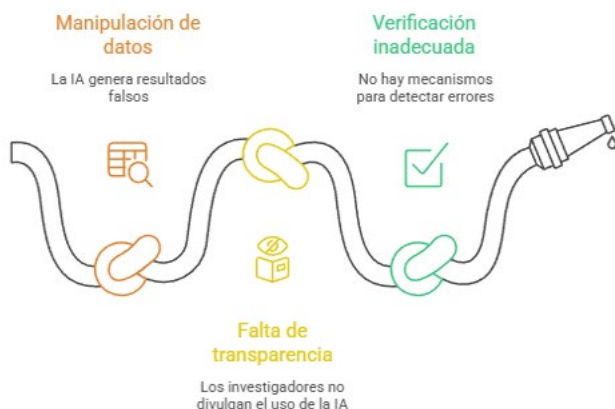 Manipulación de
datos
La IA genera resultados
falsos
Verificación
inadecuada
No hay mecanismos
para detectar errores
Falta de
transparencia
Los investigadores no
divulgan el uso de la IA